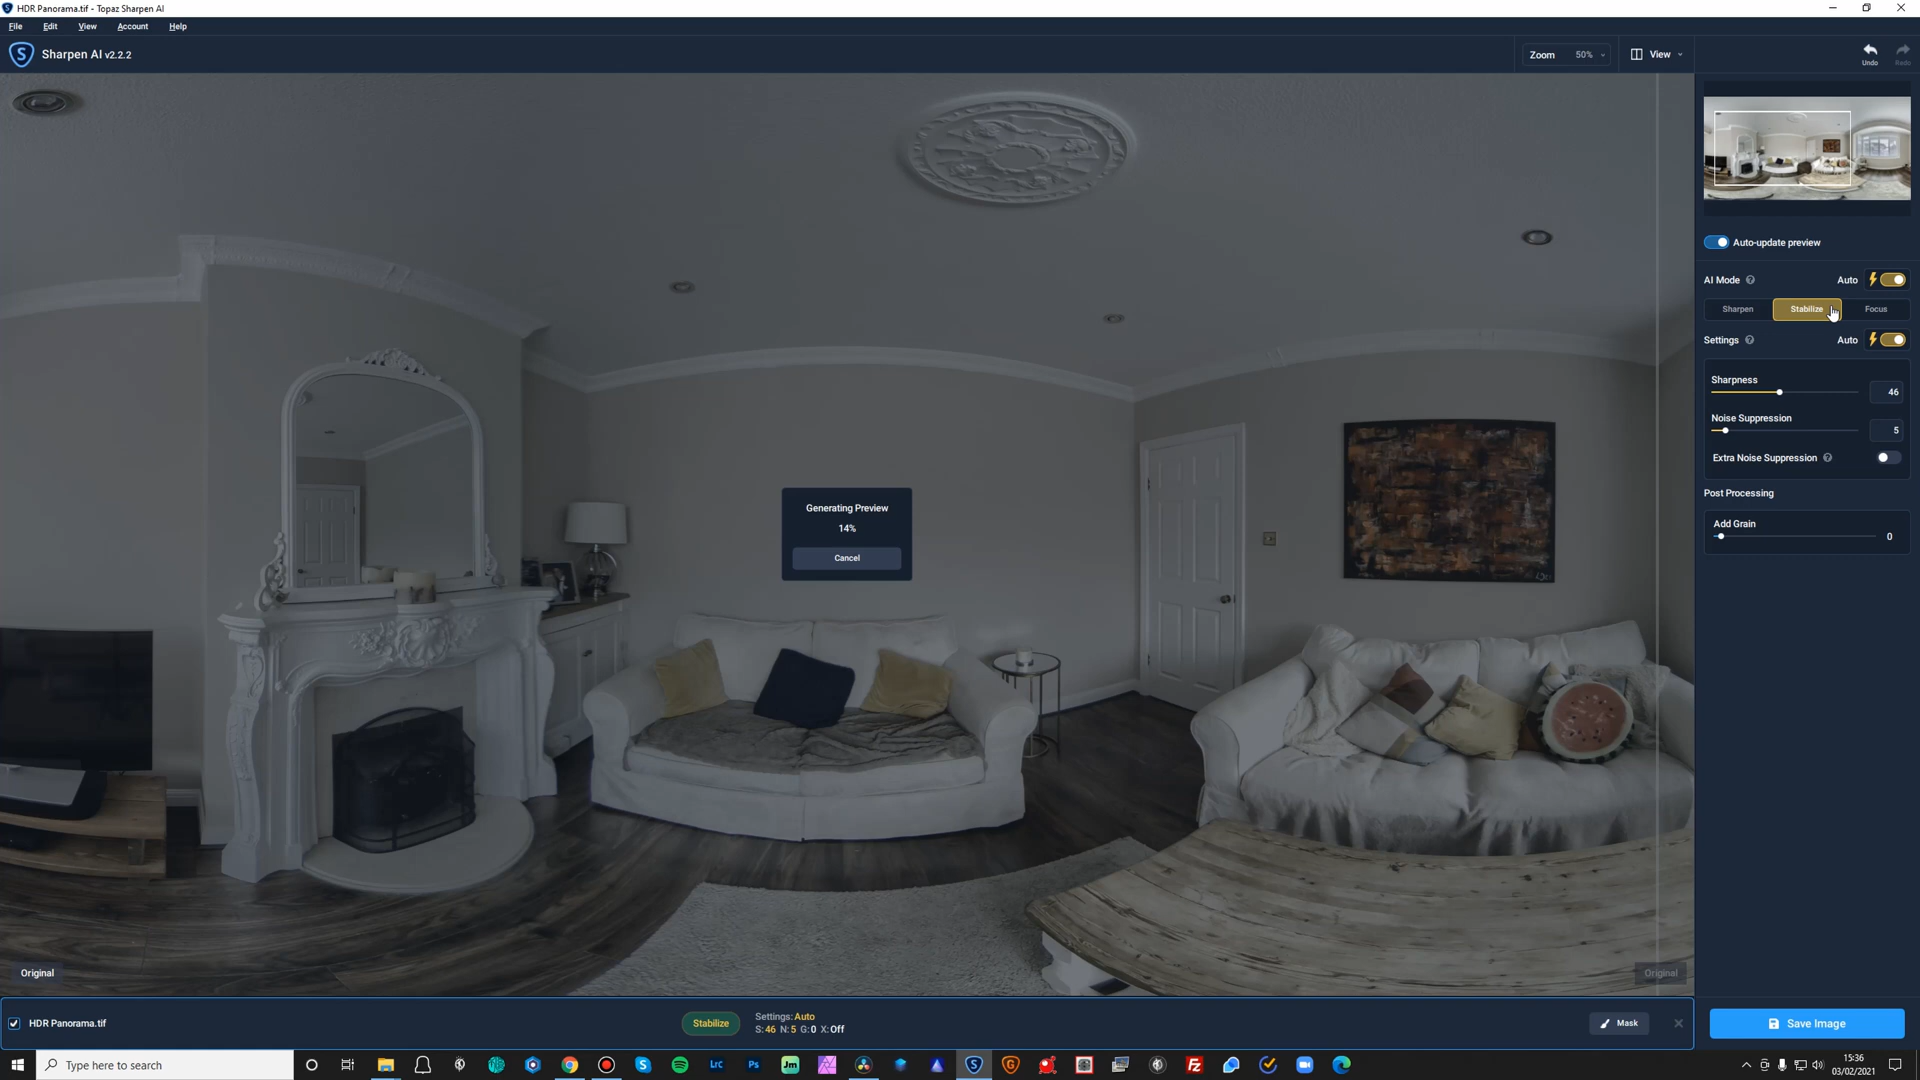 HDR Panorama.tif - Topaz Sharpen AI
File Edit View Account Help
Sharpen AI v2.2.2
Zoom 50% View
Undo Redo
Auto-update preview
AI Mode Auto
Sharpen Stabilize Focus
Settings Auto
Sharpness
46
Noise Suppression
5
Extra Noise Suppression
Post Processing
Add Grain
0
Generating Preview
14%
Cancel
Original Original
HDR Panorama.tif
Stabilize
Settings: Auto
S: 46 N: 5 G: 0 X: Off
Mask
Save Image
Type here to search
LrC
Ps
Jm
15:36
03/02/2021